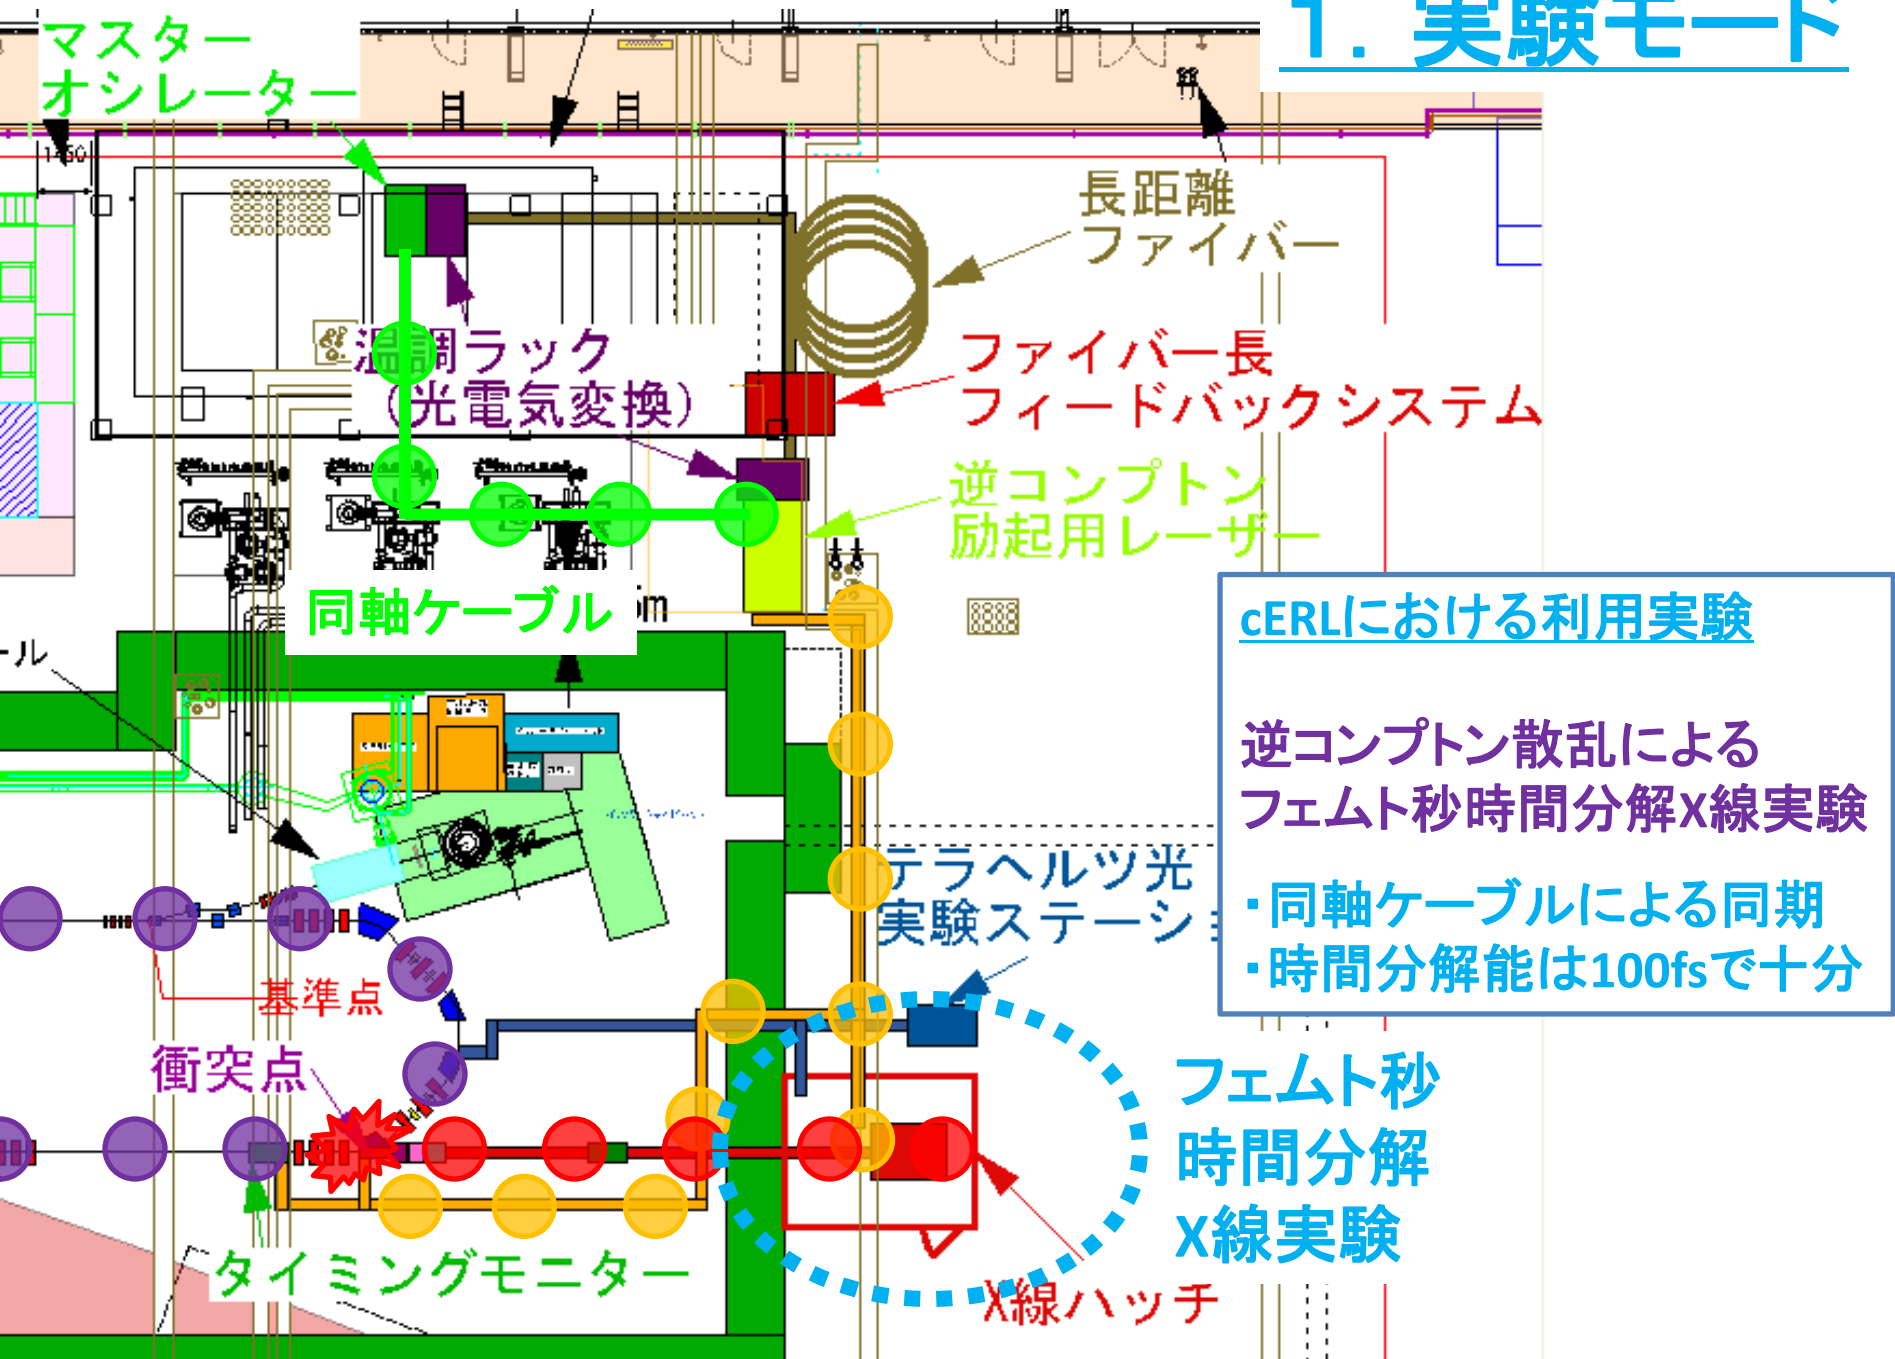 1. 実験モード
マスター
オシレーター
長距離
ファイバー
温調ラック
(光電気変換)
ファイバー長
フィードバックシステム
逆コンプトン
励起用レーザー
同軸ケーブル
ール
cERLにおける利用実験
逆コンプトン散乱による
フェムト秒時間分解X線実験
・同軸ケーブルによる同期
・時間分解能は100fsで十分
テラヘルツ光
実験ステーショ
基準点
衝突点
フェムト秒
時間分解
X線実験
タイミングモニター
X線ハッチ